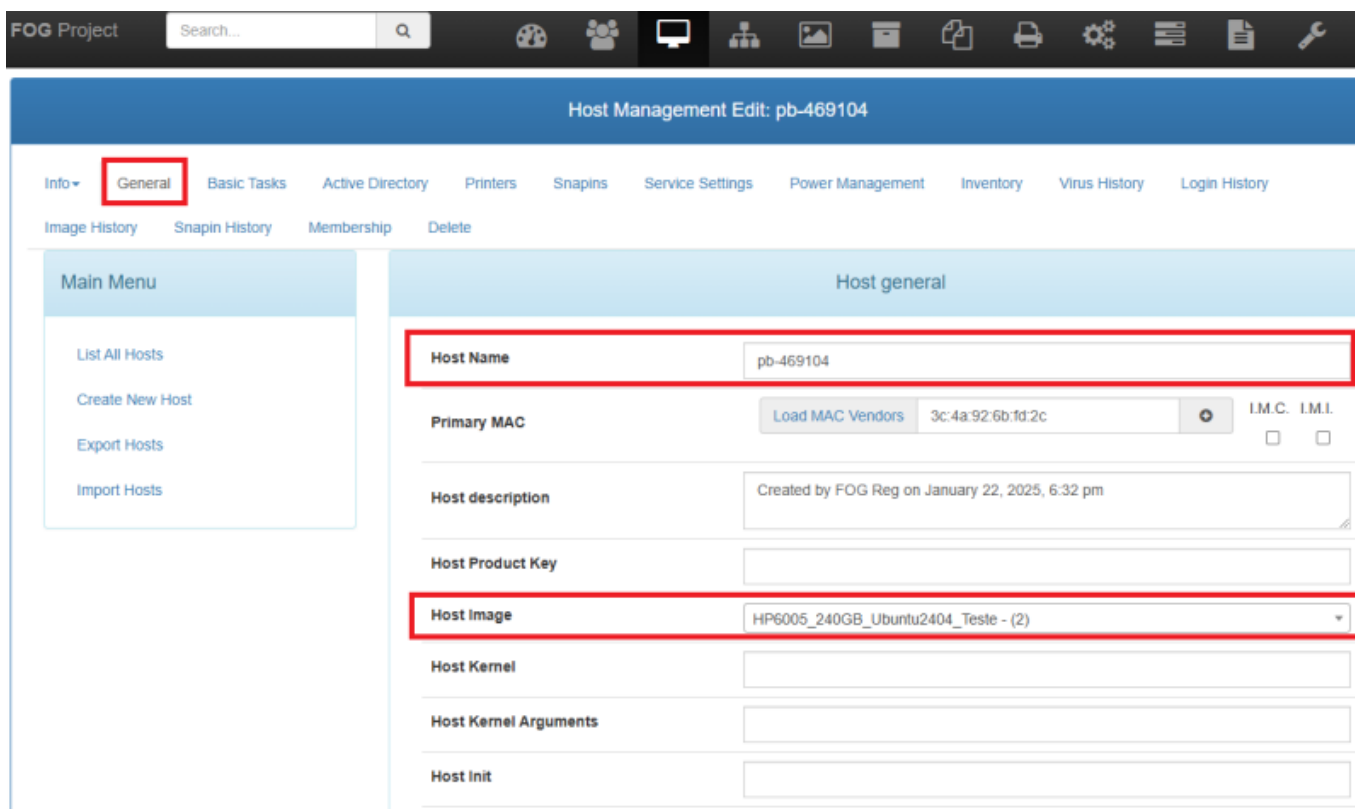 FOG Project Search...
Host Management Edit: pb-469104
Info General Basic Tasks Active Directory Printers Snapins Service Settings Power Management Inventory Virus History Login History
Image History Snapin History Membership Delete
Main Menu
List All Hosts
Create New Host
Export Hosts
Import Hosts
Host general
Host Name pb-469104
Primary MAC Load MAC Vendors 3c:4a:92:6b:fd:2c I.M.C. I.M.I.
Host description Created by FOG Reg on January 22, 2025, 6:32 pm
Host Product Key
Host Image HP6005_240GB_Ubuntu2404_Teste - (2)
Host Kernel
Host Kernel Arguments
Host Init